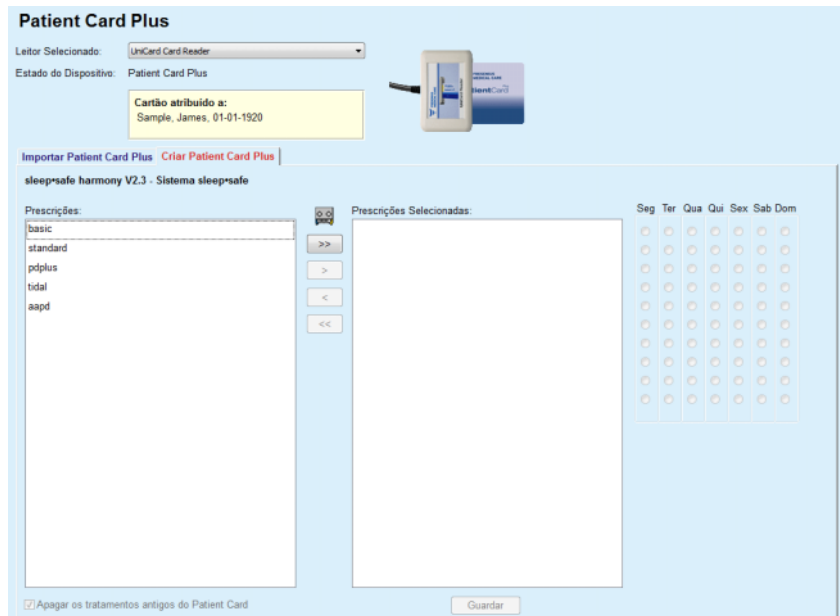 Patient Card Plus
Leitor Selecionado: UniCard Card Reader
Estado do Dispositivo: Patient Card Plus
Cartão atribuído a:
Sample, James, 01-01-1920
Importar Patient Card Plus Criar Patient Card Plus
sleep•safe harmony V2.3 - Sistema sleep•safe
Prescrições: Prescrições Selecionadas: Seg Ter Qua Qui Sex Sab Dom
basic
standard
pdplus
tidal
aapd
>>
>
<
<<
Apagar os tratamentos antigos do Patient Card Guardar